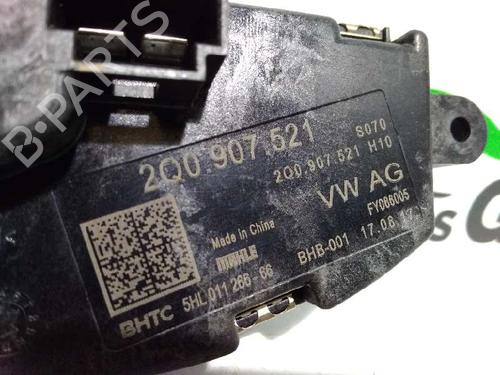 2Q0.907.521 S070
2Q0.907.521 H10
VW AG
FY086005
Made in China
MAHLE
BHB-001 17.06.17
BHTC 5HL 011 266-66
B-PARTS